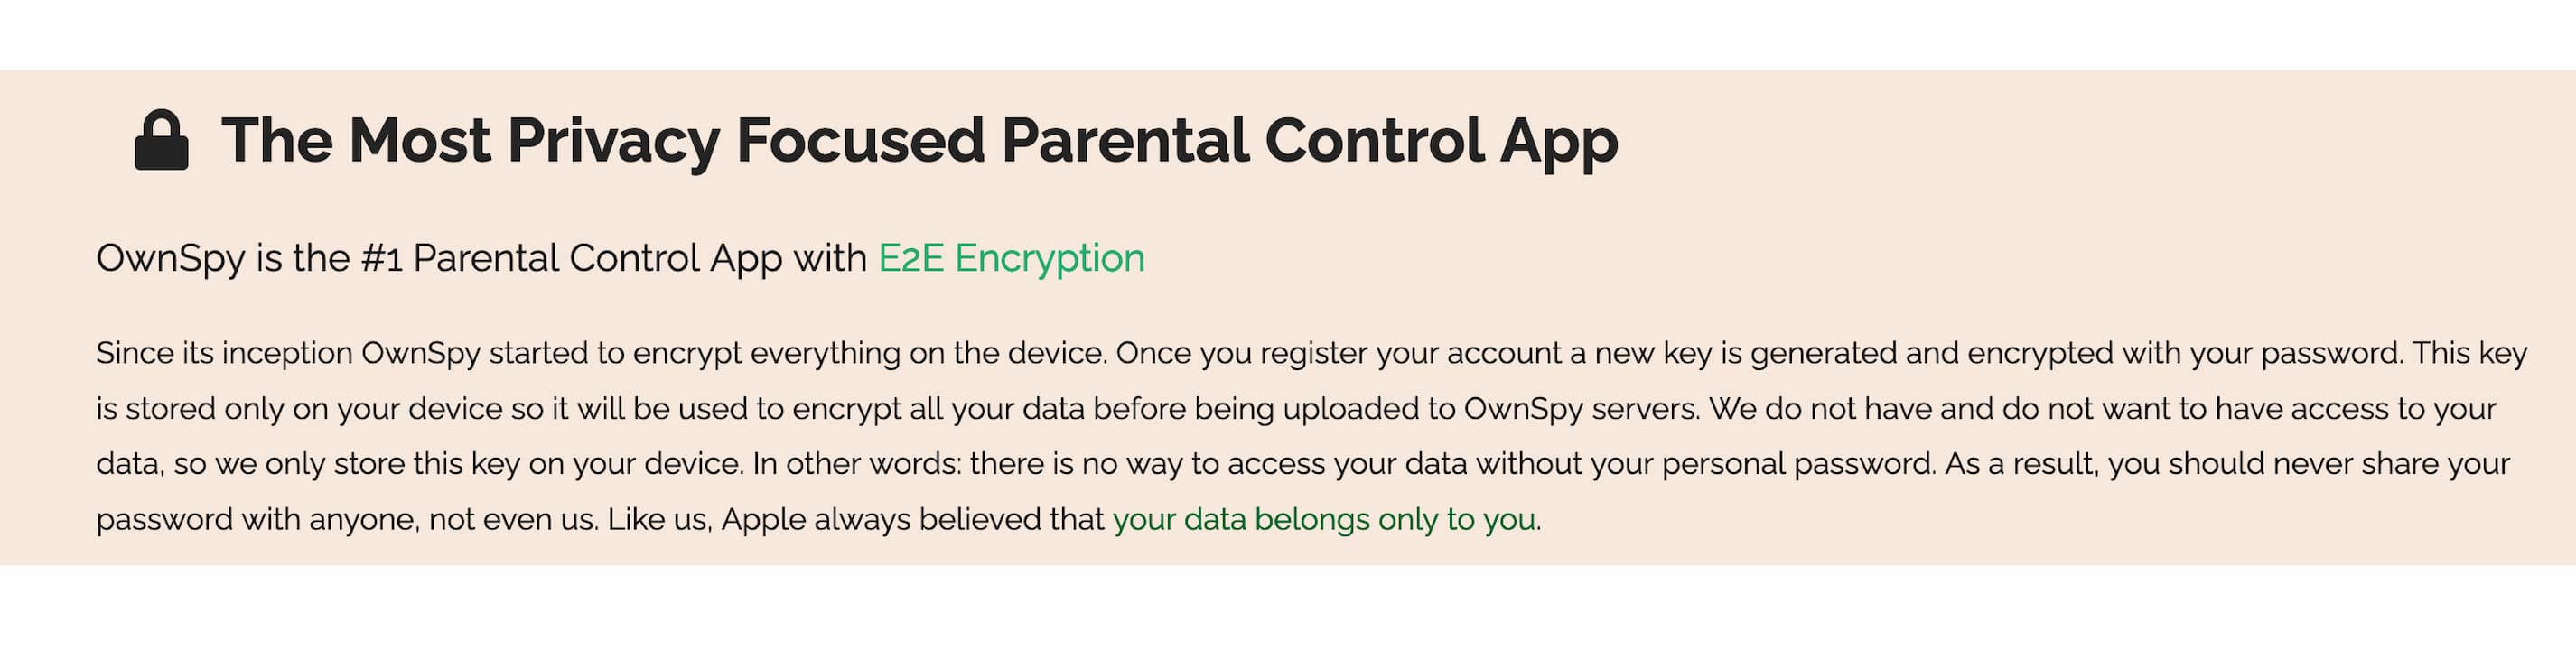 The Most Privacy Focused Parental Control App
OwnSpy is the #1 Parental Control App with E2E Encryption
Since its inception OwnSpy started to encrypt everything on the device. Once you register your account a new key is generated and encrypted with your password. This key
is stored only on your device so it will be used to encrypt all your data before being uploaded to OwnSpy servers. We do not have and do not want to have access to your
data, so we only store this key on your device. In other words: there is no way to access your data without your personal password. As a result, you should never share your
password with anyone, not even us. Like us, Apple always believed that your data belongs only to you.